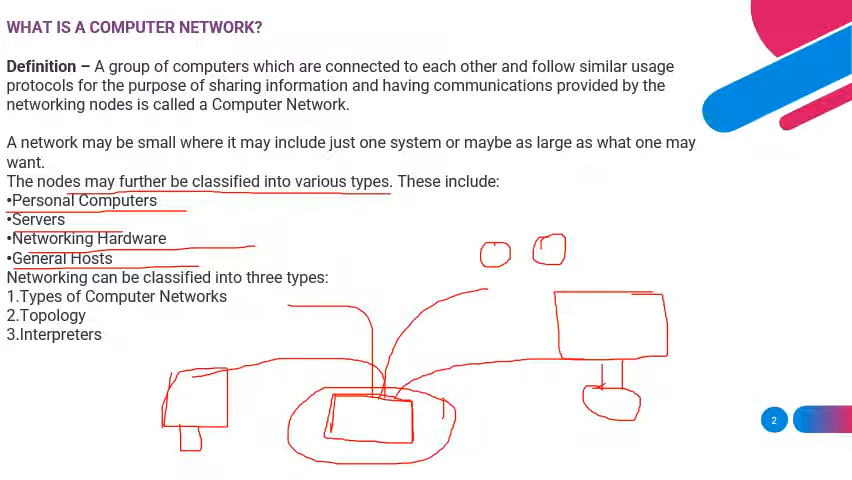 WHAT IS A COMPUTER NETWORK?
Definition – A group of computers which are connected to each other and follow similar usage
protocols for the purpose of sharing information and having communications provided by the
networking nodes is called a Computer Network.
A network may be small where it may include just one system or maybe as large as what one may
want.
The nodes may further be classified into various types. These include:
•Personal Computers
•Servers
•Networking Hardware
•General Hosts
Networking can be classified into three types:
1.Types of Computer Networks
2.Topology
3.Interpreters
2